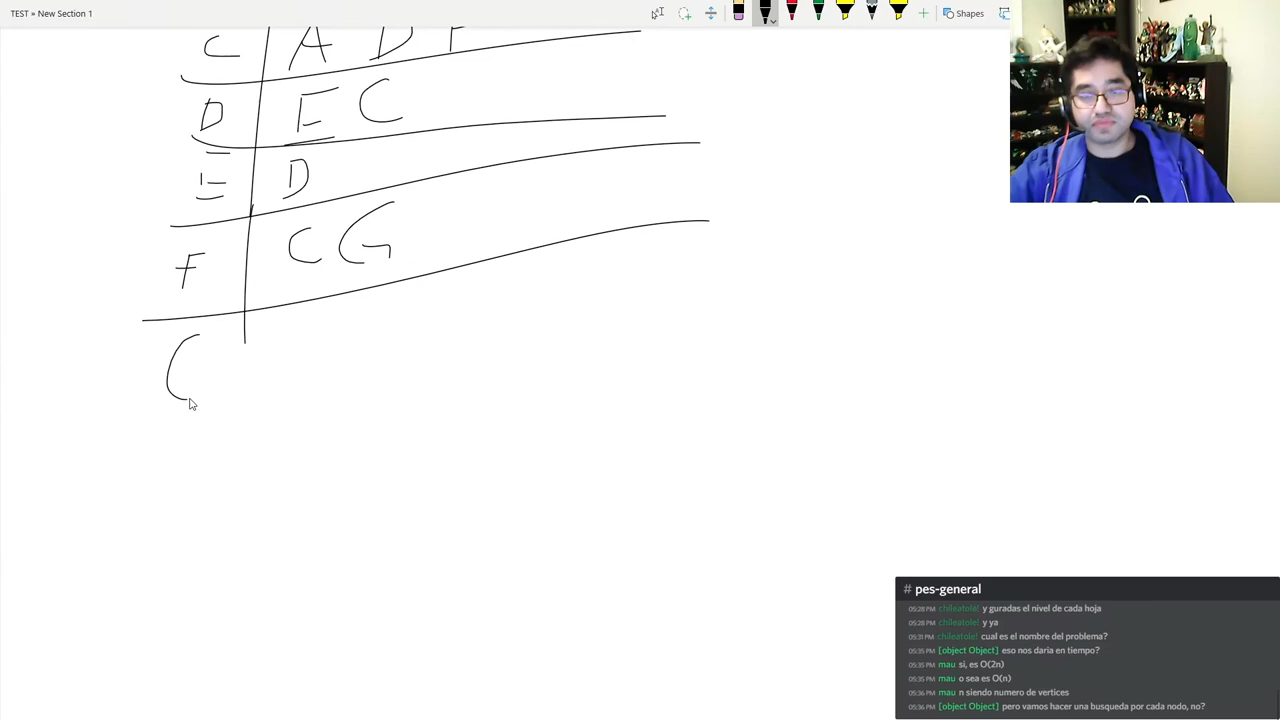 TEST » New Section 1
Shapes
C A D F
D E C
E D
F C G
# pes-general
05:28 PM chileatole! y guradas el nivel de cada hoja
05:28 PM chileatole! y ya
05:31 PM chileatole! cual es el nombre del problema?
05:35 PM [object Object] eso nos daria en tiempo?
05:35 PM mau si, es O(2n)
05:35 PM mau o sea es O(n)
05:36 PM mau n siendo numero de vertices
05:36 PM [object Object] pero vamos hacer una busqueda por cada nodo, no?